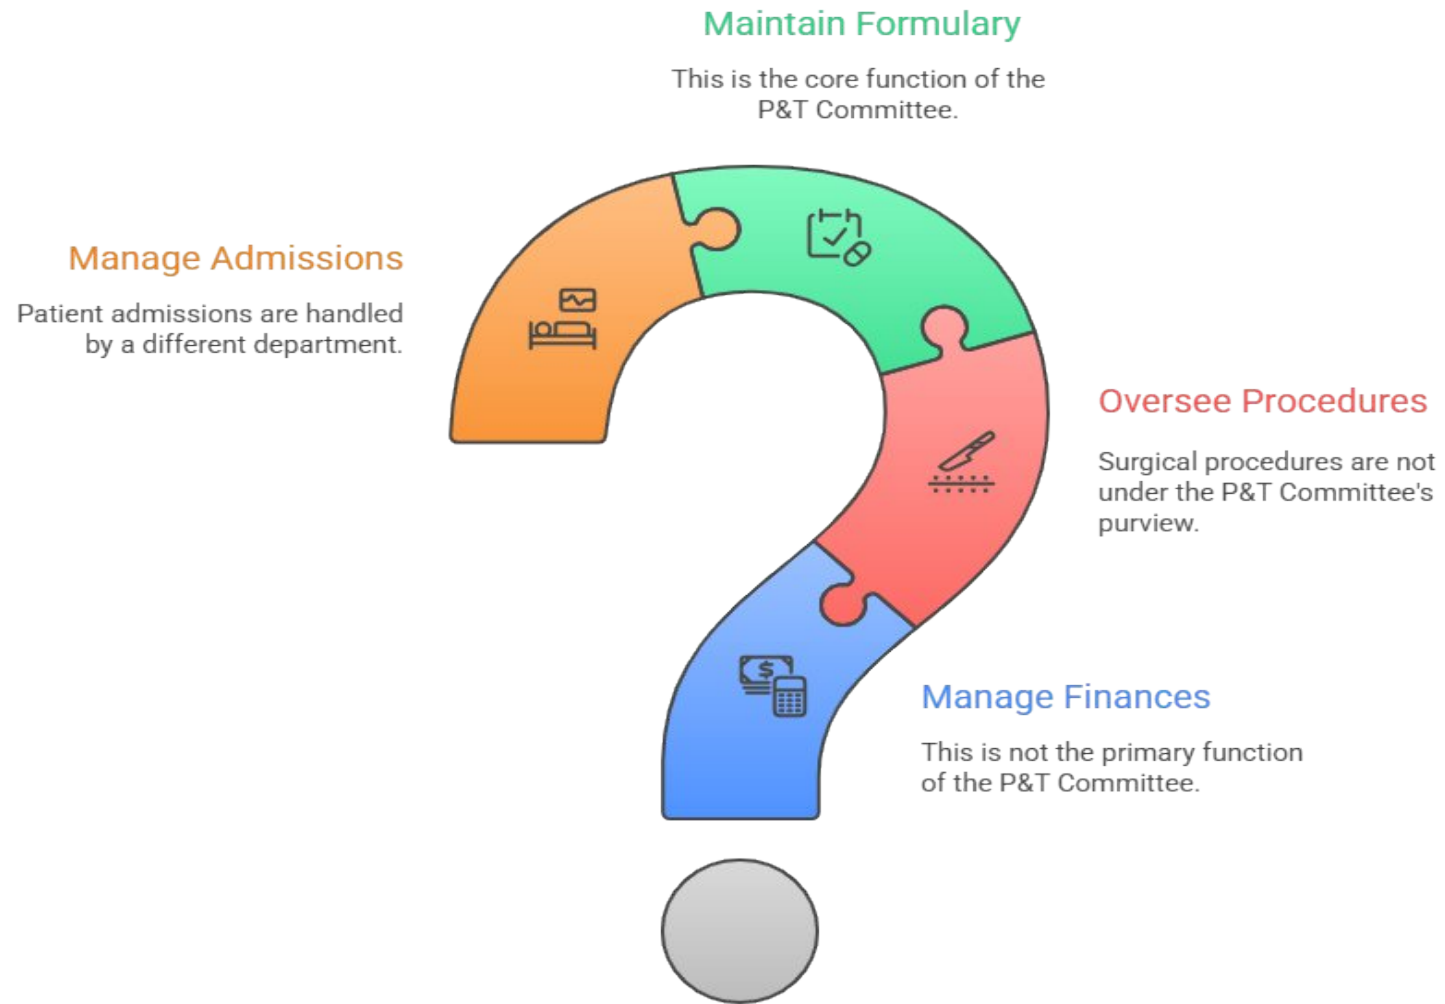 Maintain Formulary
This is the core function of the
P&T Committee.
Manage Admissions
Patient admissions are handled
by a different department.
Oversee Procedures
Surgical procedures are not
under the P&T Committee's
purview.
$
Manage Finances
This is not the primary function
of the P&T Committee.